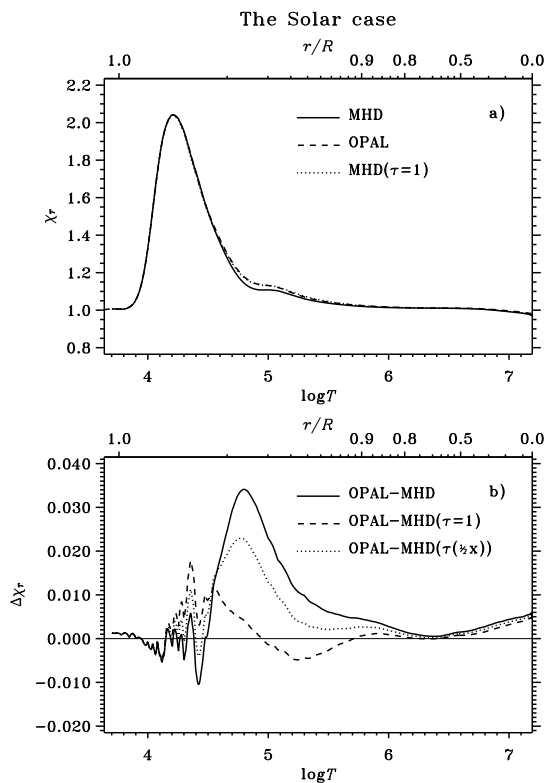 The Solar case
r/R
1.0 0.9 0.8 0.5 0.0
2.2
2.0
1.8
1.6
1.4
1.2
1.0
0.8
χ_T
MHD
OPAL
MHD(τ=1)
a)
4 5 6 7
logT
r/R
1.0 0.9 0.8 0.5 0.0
0.040
0.030
0.020
0.010
0.000
−0.010
−0.020
Δχ_T
OPAL−MHD
OPAL−MHD(τ=1)
OPAL−MHD(τ(½x))
b)
4 5 6 7
logT